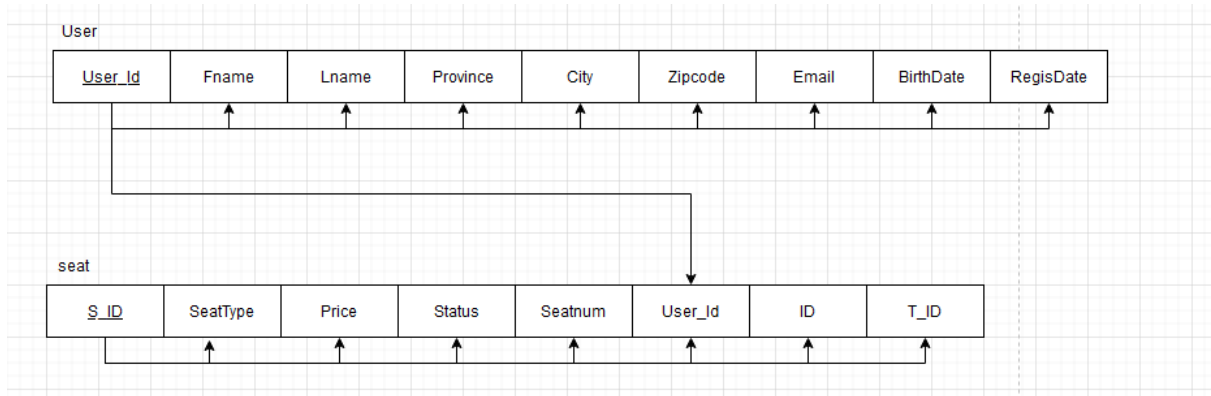 User
User_Id Fname Lname Province City Zipcode Email BirthDate RegisDate
seat
S_ID SeatType Price Status Seatnum User_Id ID T_ID